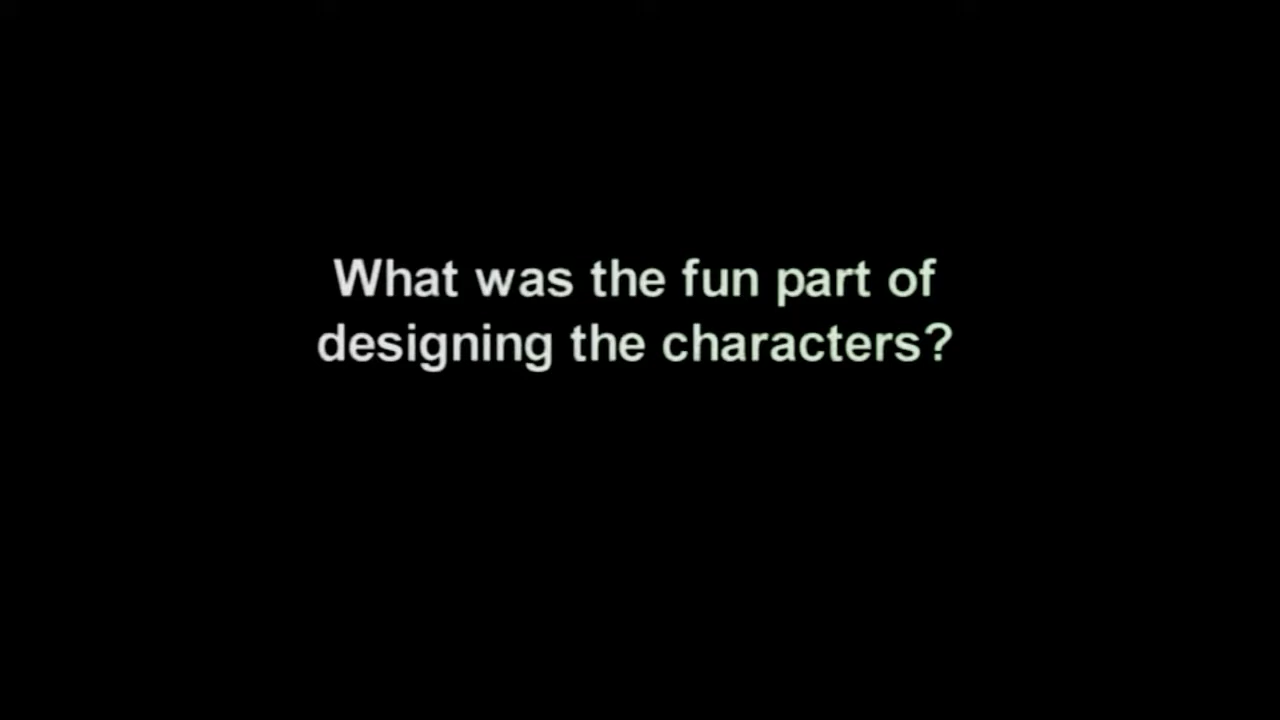 What was the fun part of
designing the characters?